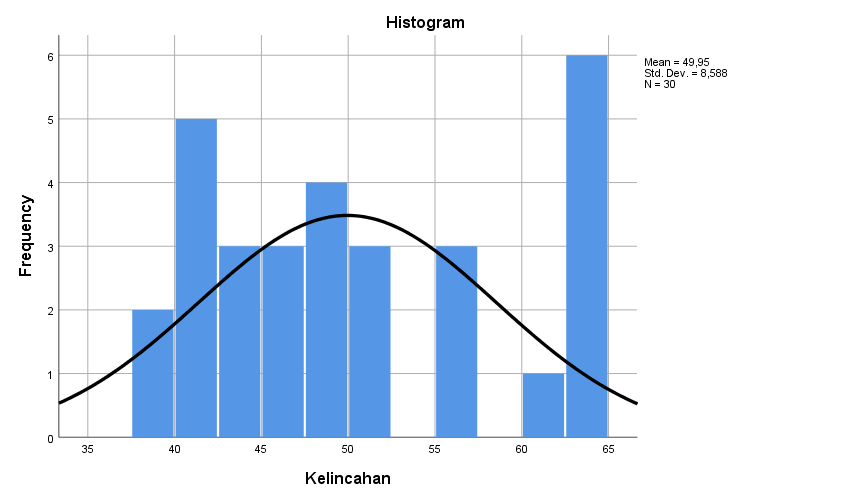 Histogram
Mean = 49,95
Std. Dev. = 8,588
N = 30
6
5
4
3
2
1
0
Frequency
35 40 45 50 55 60 65
Kelincahan